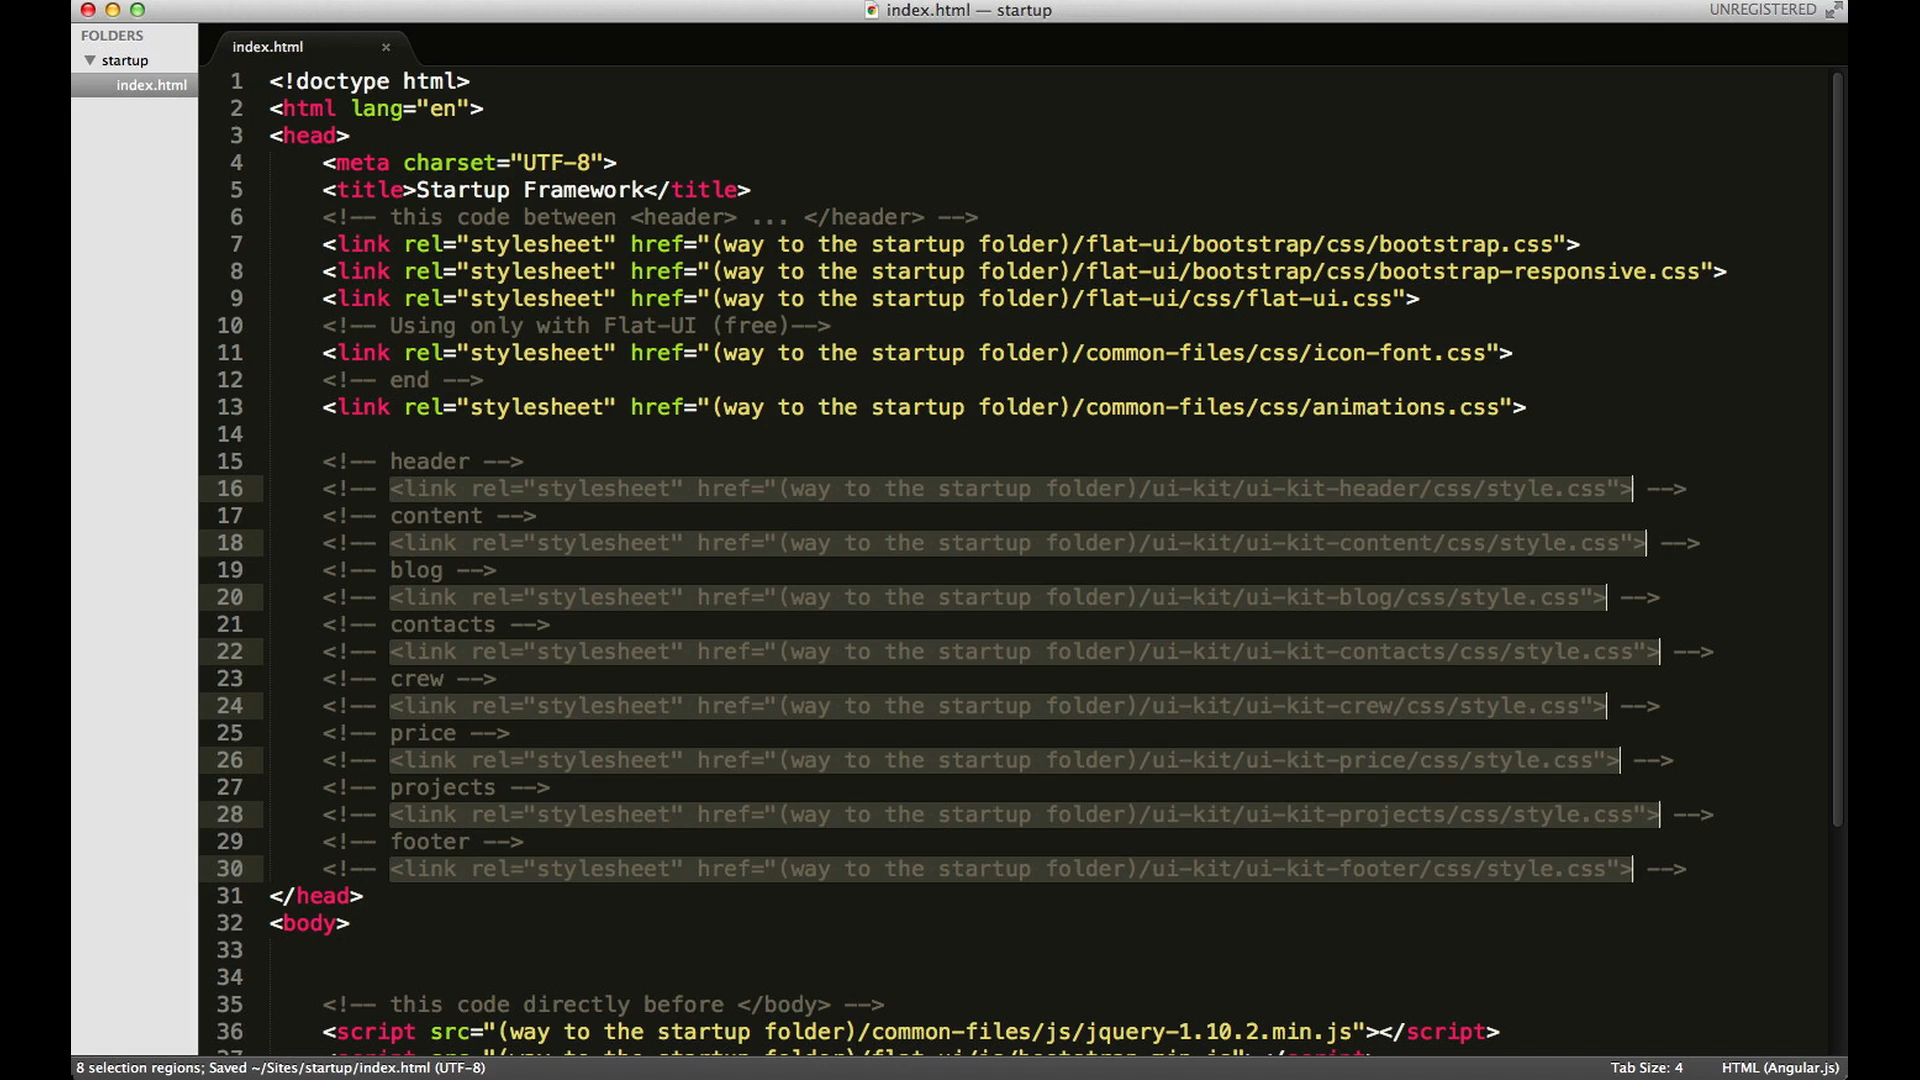 index.html — startup
UNREGISTERED
FOLDERS
startup
index.html
index.html ×
1 <!doctype html>
2 <html lang="en">
3 <head>
4 <meta charset="UTF-8">
5 <title>Startup Framework</title>
6 <!-- this code between <header> ... </header> -->
7 <link rel="stylesheet" href="(way to the startup folder)/flat-ui/bootstrap/css/bootstrap.css">
8 <link rel="stylesheet" href="(way to the startup folder)/flat-ui/bootstrap/css/bootstrap-responsive.css">
9 <link rel="stylesheet" href="(way to the startup folder)/flat-ui/css/flat-ui.css">
10 <!-- Using only with Flat-UI (free)-->
11 <link rel="stylesheet" href="(way to the startup folder)/common-files/css/icon-font.css">
12 <!-- end -->
13 <link rel="stylesheet" href="(way to the startup folder)/common-files/css/animations.css">
14
15 <!-- header -->
16 <!-- <link rel="stylesheet" href="(way to the startup folder)/ui-kit/ui-kit-header/css/style.css"> -->
17 <!-- content -->
18 <!-- <link rel="stylesheet" href="(way to the startup folder)/ui-kit/ui-kit-content/css/style.css"> -->
19 <!-- blog -->
20 <!-- <link rel="stylesheet" href="(way to the startup folder)/ui-kit/ui-kit-blog/css/style.css"> -->
21 <!-- contacts -->
22 <!-- <link rel="stylesheet" href="(way to the startup folder)/ui-kit/ui-kit-contacts/css/style.css"> -->
23 <!-- crew -->
24 <!-- <link rel="stylesheet" href="(way to the startup folder)/ui-kit/ui-kit-crew/css/style.css"> -->
25 <!-- price -->
26 <!-- <link rel="stylesheet" href="(way to the startup folder)/ui-kit/ui-kit-price/css/style.css"> -->
27 <!-- projects -->
28 <!-- <link rel="stylesheet" href="(way to the startup folder)/ui-kit/ui-kit-projects/css/style.css"> -->
29 <!-- footer -->
30 <!-- <link rel="stylesheet" href="(way to the startup folder)/ui-kit/ui-kit-footer/css/style.css"> -->
31 </head>
32 <body>
33
34
35 <!-- this code directly before </body> -->
36 <script src="(way to the startup folder)/common-files/js/jquery-1.10.2.min.js"></script>
8 selection regions; Saved ~/Sites/startup/index.html (UTF-8)
Tab Size: 4
HTML (Angular.js)